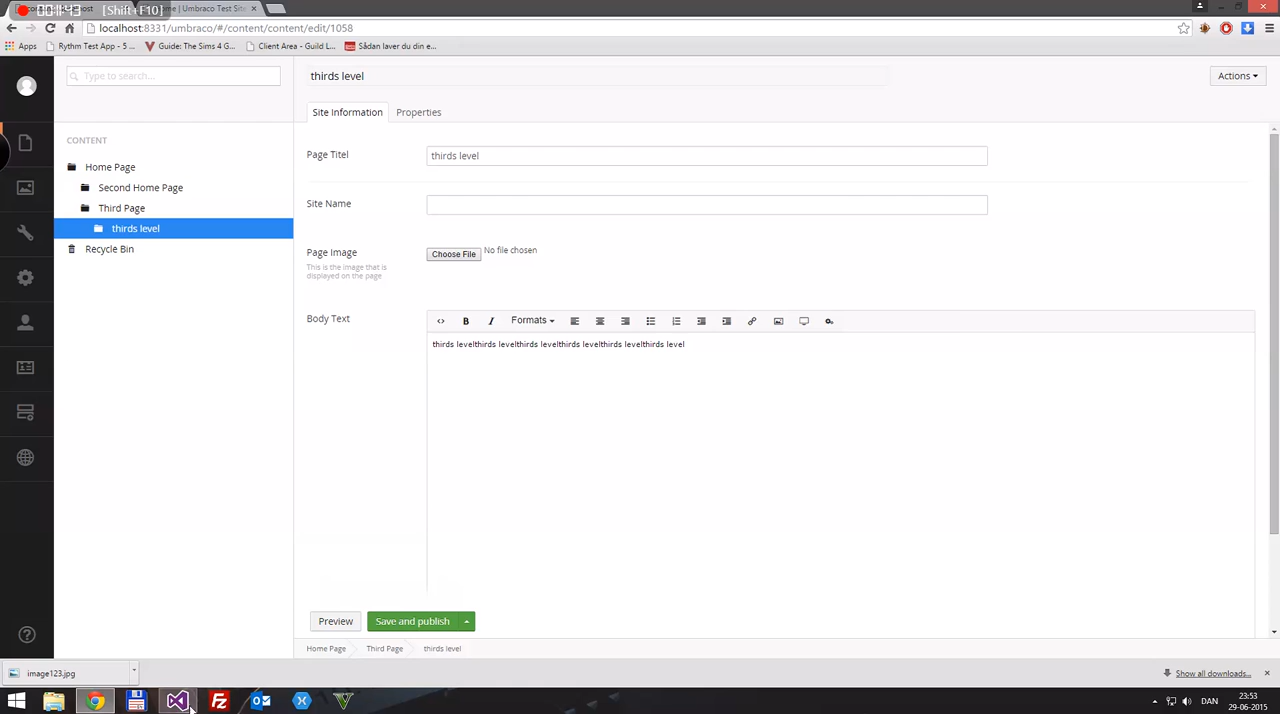 00:1:43 [Shift+F10]
Umbraco Test Sit
localhost:8331/umbraco/#/content/content/edit/1058
Apps Rythm Test App - 5 ... Guide: The Sims 4 G... Client Area - Guild L... Sådan laver du din e...
Type to search...
thirds level
Actions
Site Information Properties
CONTENT
Home Page
Second Home Page
Third Page
thirds level
Recycle Bin
Page Titel
thirds level
Site Name
Page Image
This is the image that is
displayed on the page
Choose File No file chosen
Body Text
<> B I Formats
thirds levelthirds levelthirds levelthirds levelthirds levelthirds level
Preview Save and publish
Home Page Third Page thirds level
image123.jpg
Show all downloads...
DAN
23:53
29-06-2015